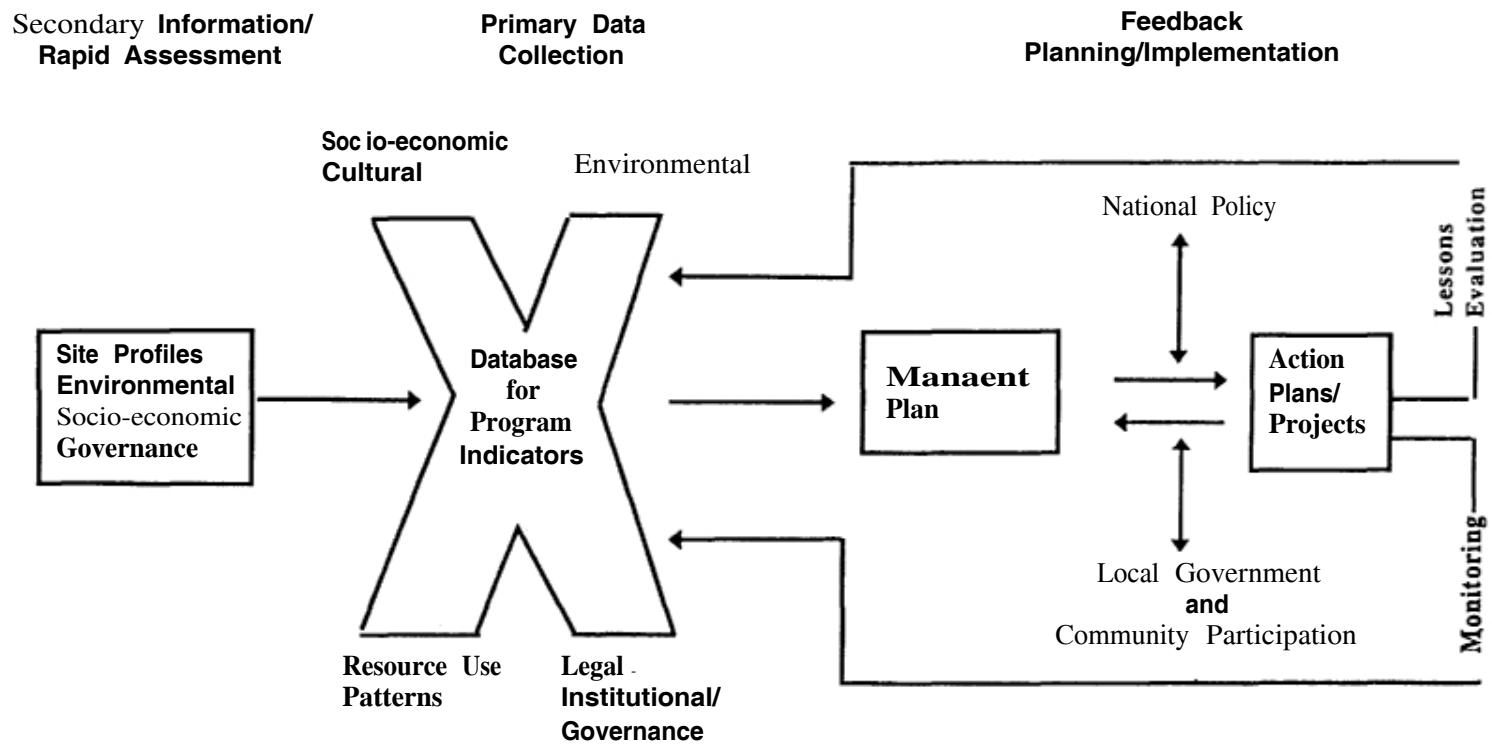 Secondary Information/
Rapid Assessment
Primary Data
Collection
Feedback
Planning/Implementation
Soc io-economic
Cultural
Environmental
National Policy
Lessons
Evaluation
Site Profiles
Environmental
Socio-economic
Governance
Database
for
Program
Indicators
Manaent
Plan
Action
Plans/
Projects
Monitoring
Local Government
and
Community Participation
Resource Use
Patterns
Legal -
Institutional/
Governance